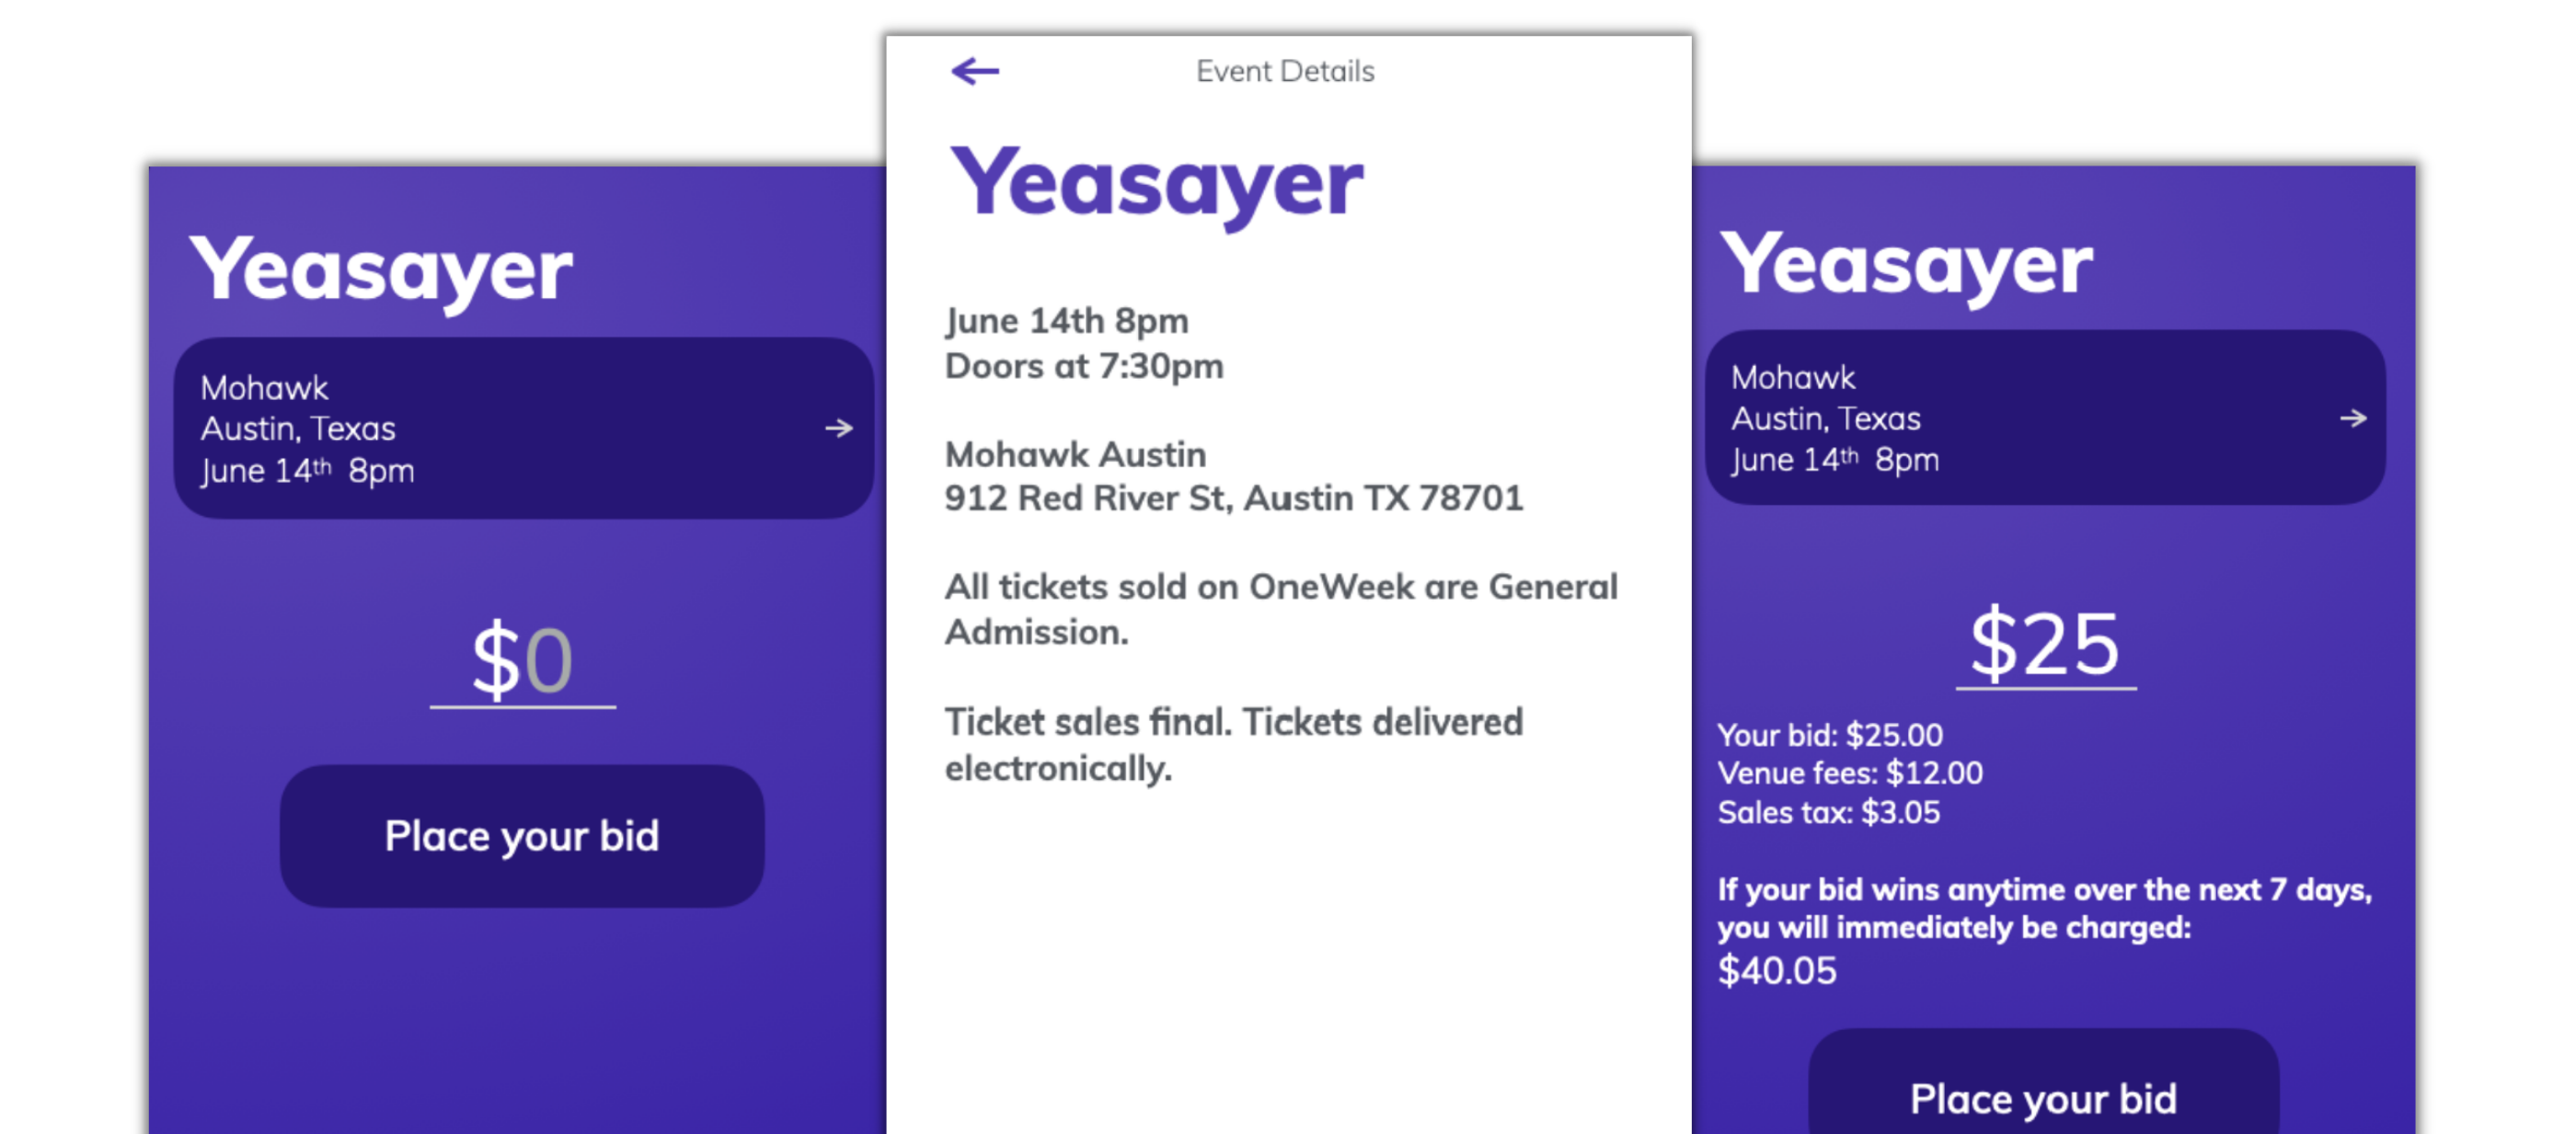 Yeasayer
Mohawk
Austin, Texas
June 14th 8pm
$0
Place your bid
Event Details
Yeasayer
June 14th 8pm
Doors at 7:30pm
Mohawk Austin
912 Red River St, Austin TX 78701
All tickets sold on OneWeek are General
Admission.
Ticket sales final. Tickets delivered
electronically.
Yeasayer
Mohawk
Austin, Texas
June 14th 8pm
$25
Your bid: $25.00
Venue fees: $12.00
Sales tax: $3.05
If your bid wins anytime over the next 7 days,
you will immediately be charged:
$40.05
Place your bid